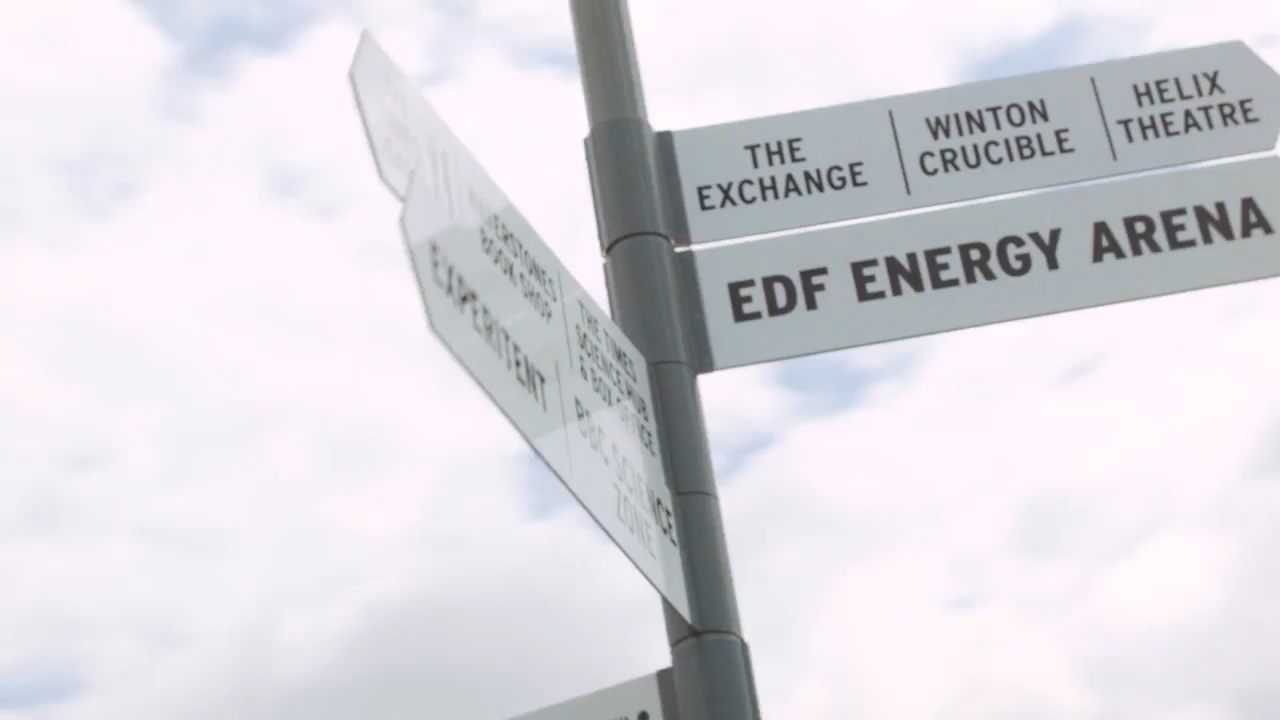 THE
EXCHANGE
WINTON
CRUCIBLE
HELIX
THEATRE
EDF ENERGY ARENA
BOOK SHOP
THE TIMES
SCIENCE HUB
& BOX OFFICE
EXPERITENT
BBC SCIENCE
ZONE